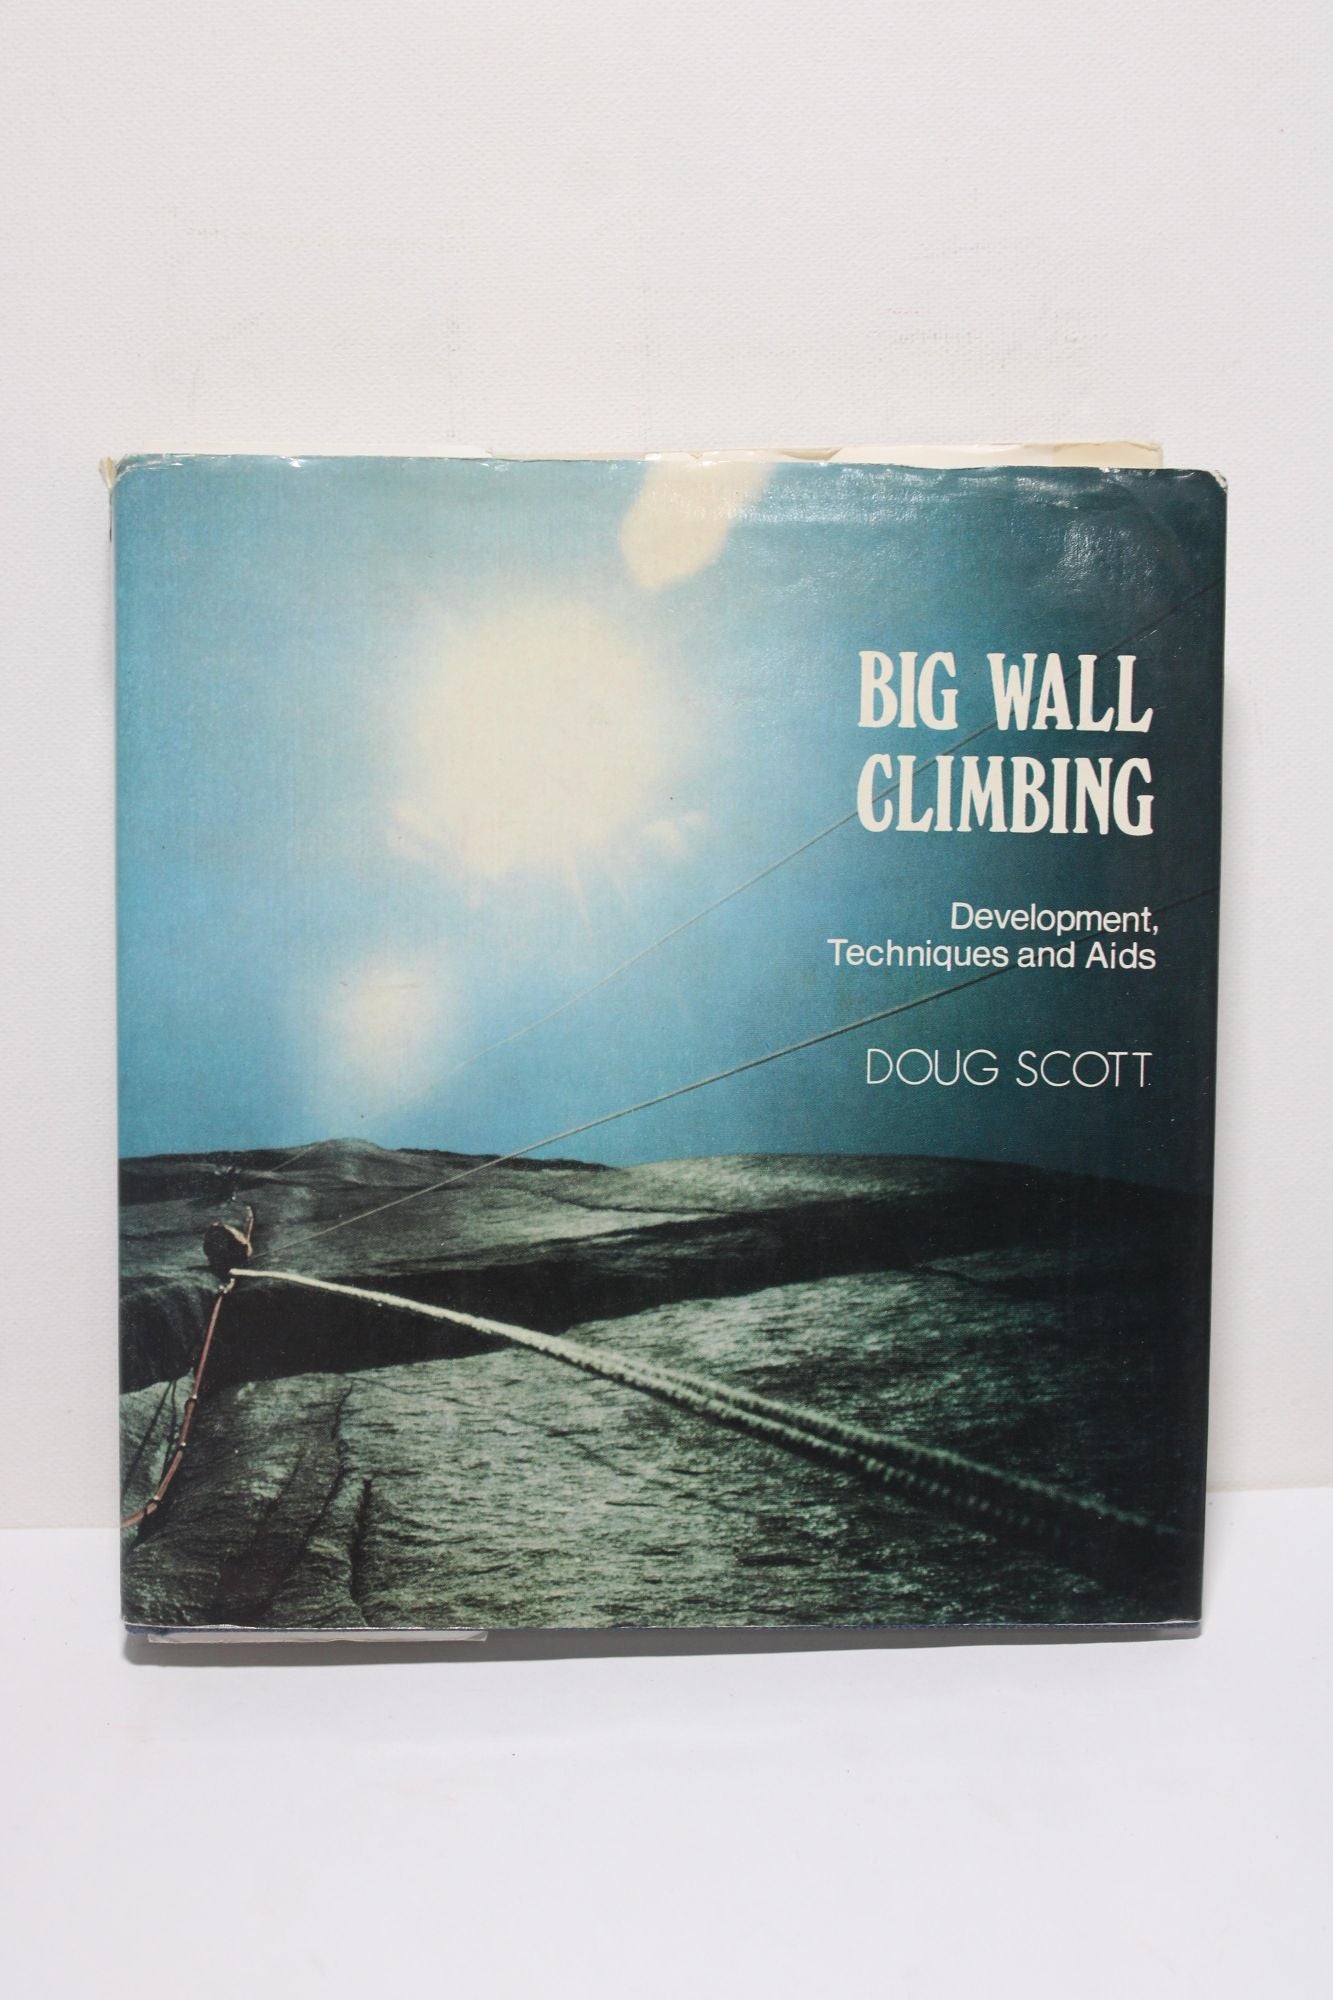 BIG WALL
CLIMBING
Development,
Techniques and Aids
DOUG SCOTT